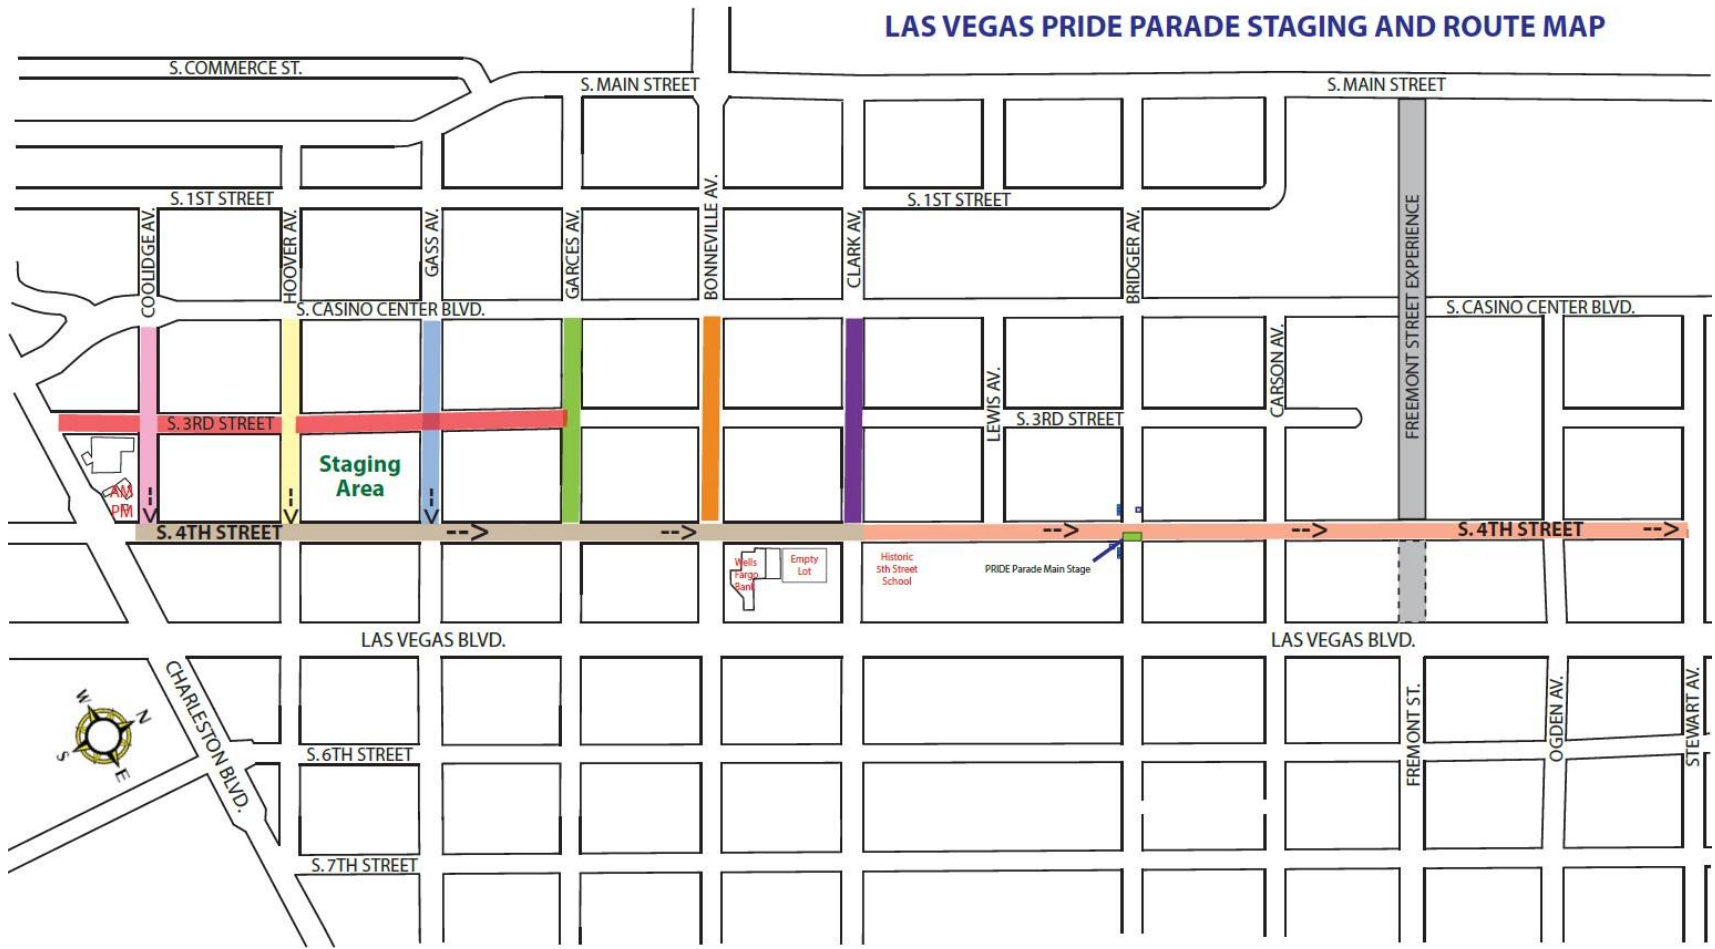 LAS VEGAS PRIDE PARADE STAGING AND ROUTE MAP
S. COMMERCE ST.
S. MAIN STREET
S. MAIN STREET
S. 1ST STREET
S. 1ST STREET
COOLIDGE AV.
HOOVER AV.
GASS AV.
GARCES AV.
BONNEVILLE AV.
CLARK AV,
BRIDGER AV.
FREEMONT STREET EXPERIENCE
S. CASINO CENTER BLVD.
S. CASINO CENTER BLVD.
LEWIS AV.
CARSON AV.
S. 3RD STREET
S. 3RD STREET
Staging
Area
AM
PM
S. 4TH STREET
-->
-->
-->
-->
S. 4TH STREET
-->
-->
-->
-->
Wells
Fargo
Bank
Empty
Lot
Historic
5th Street
School
PRIDE Parade Main Stage
LAS VEGAS BLVD.
LAS VEGAS BLVD.
W
N
S
E
CHARLESTON BLVD.
S. 6TH STREET
S. 7TH STREET
FREMONT ST.
OGDEN AV.
STEWART AV.